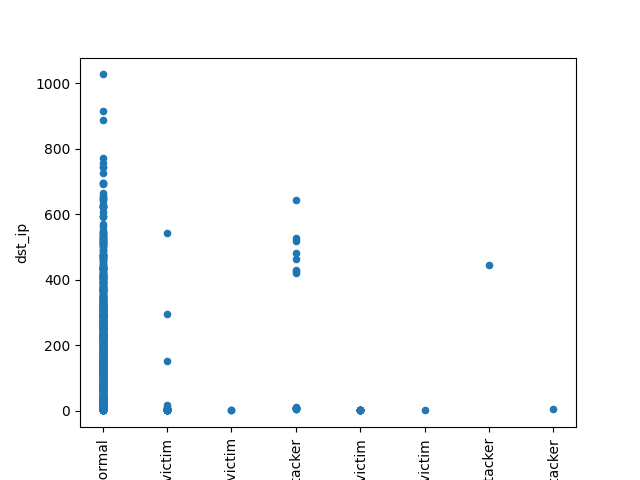 1000
800
600
400
200
0
dst_ip
ormal
victim
victim
tacker
victim
victim
tacker
tacker